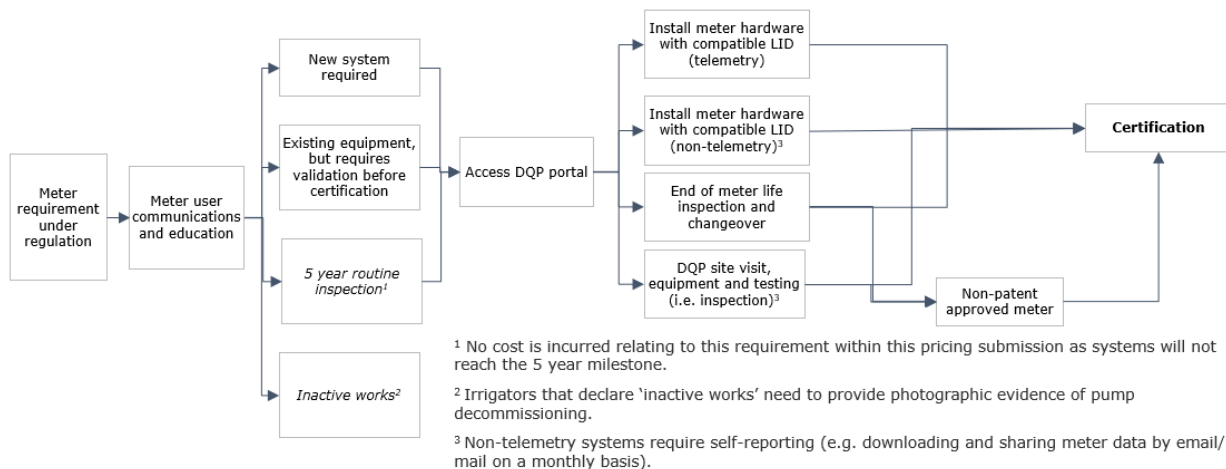 Meter
requirement
under
regulation
Meter user
communications
and education
New system
required
Existing equipment,
but requires
validation before
certification
5 year routine
inspection¹
Inactive works²
Access DQP portal
Install meter hardware
with compatible LID
(telemetry)
Install meter hardware
with compatible LID
(non-telemetry)³
End of meter life
inspection and
changeover
DQP site visit,
equipment and testing
(i.e. inspection)³
Non-patent
approved meter
Certification
¹ No cost is incurred relating to this requirement within this pricing submission as systems will not
reach the 5 year milestone.
² Irrigators that declare ‘inactive works’ need to provide photographic evidence of pump
decommissioning.
³ Non-telemetry systems require self-reporting (e.g. downloading and sharing meter data by email/
mail on a monthly basis).